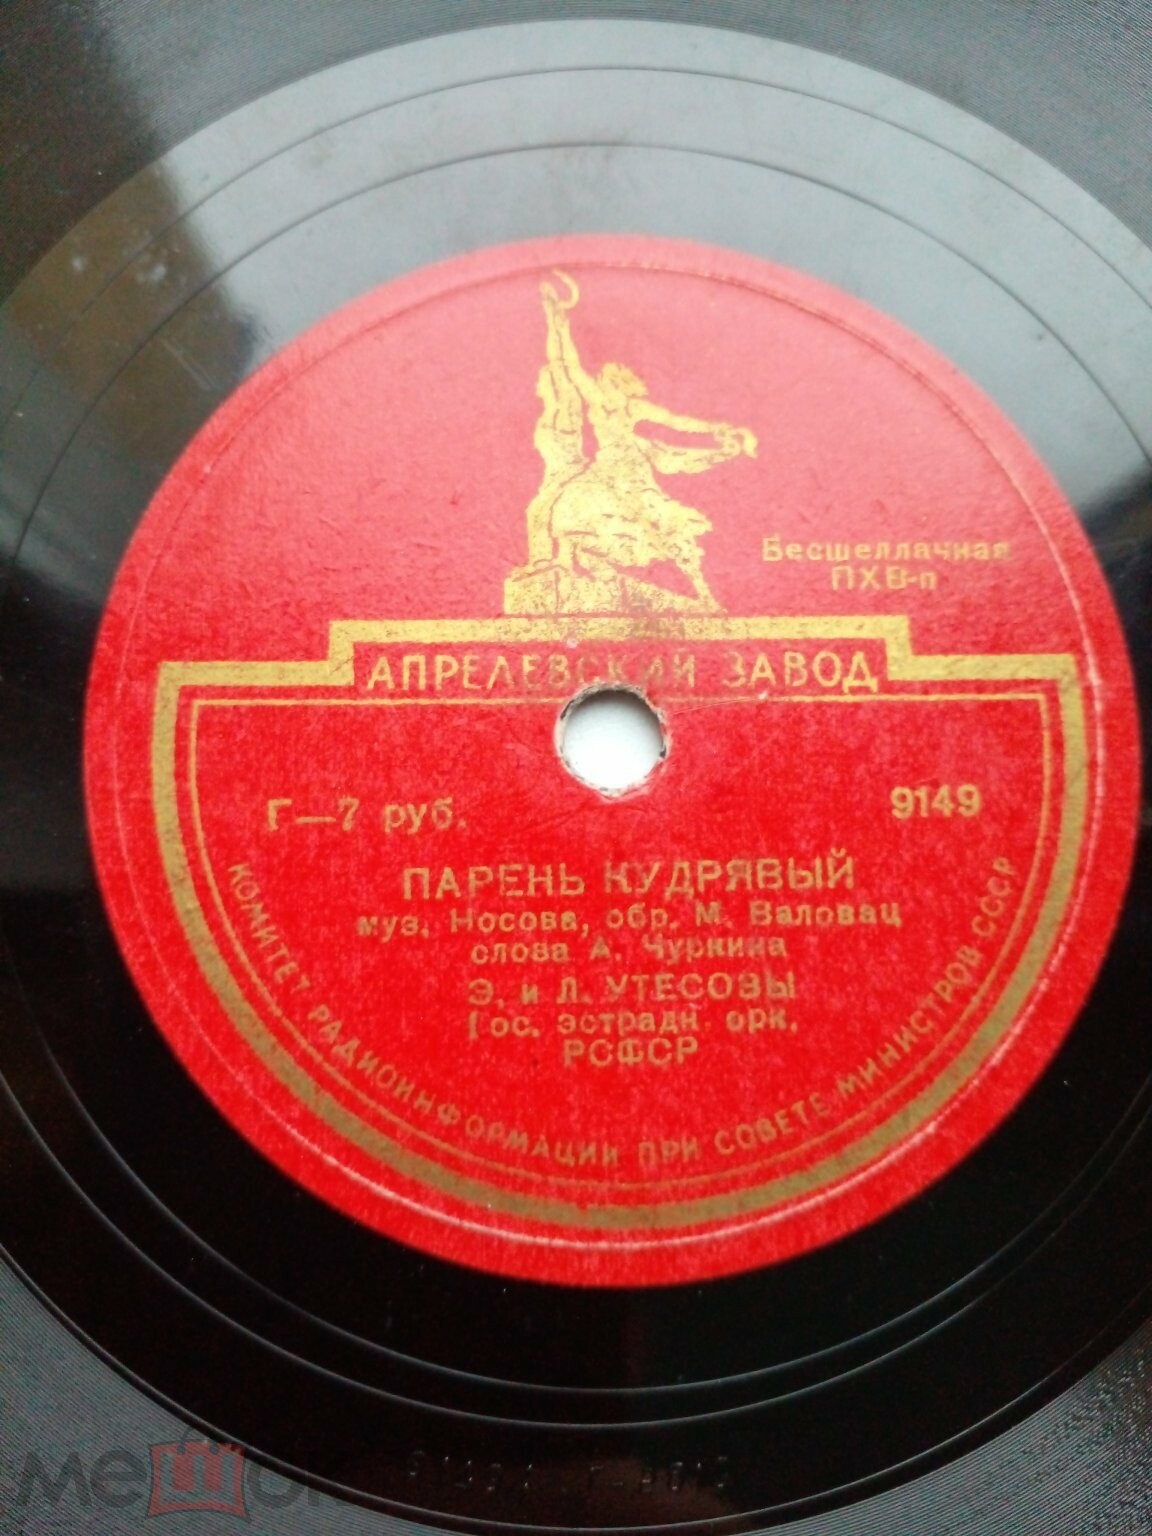 Бесшеллачная
ПХВ-п
АПРЕЛЕВСКИЙ ЗАВОД
Г—7 руб.
9149
ПАРЕНЬ КУДРЯВЫЙ
муз. Носова, обр. М. Валовац
слова А. Чуркина
Э. и Л. УТЕСОВЫ
Гос. эстрадн. орк.
РСФСР
КОМИТЕТ РАДИОИНФОРМАЦИИ ПРИ СОВЕТЕ МИНИСТРОВ СССР
мешок